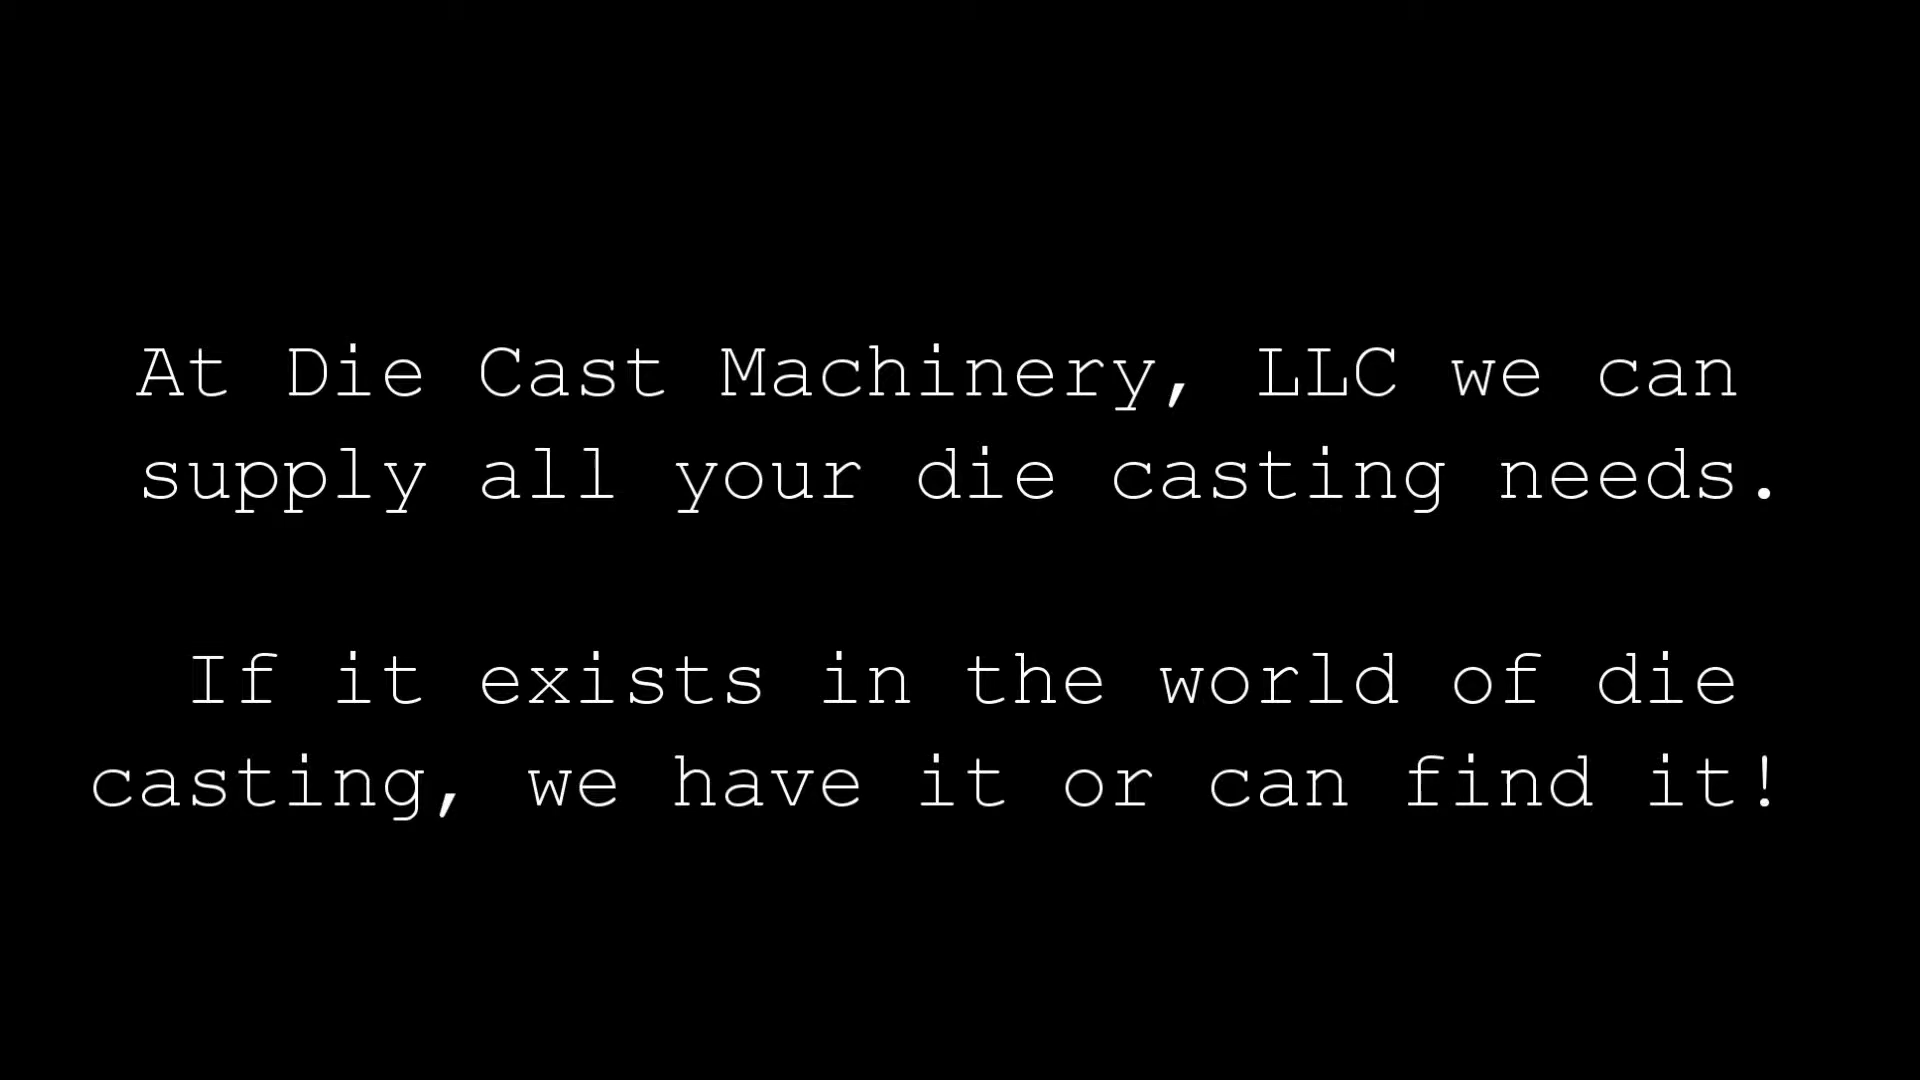 At Die Cast Machinery, LLC we can
supply all your die casting needs.
If it exists in the world of die
casting, we have it or can find it!